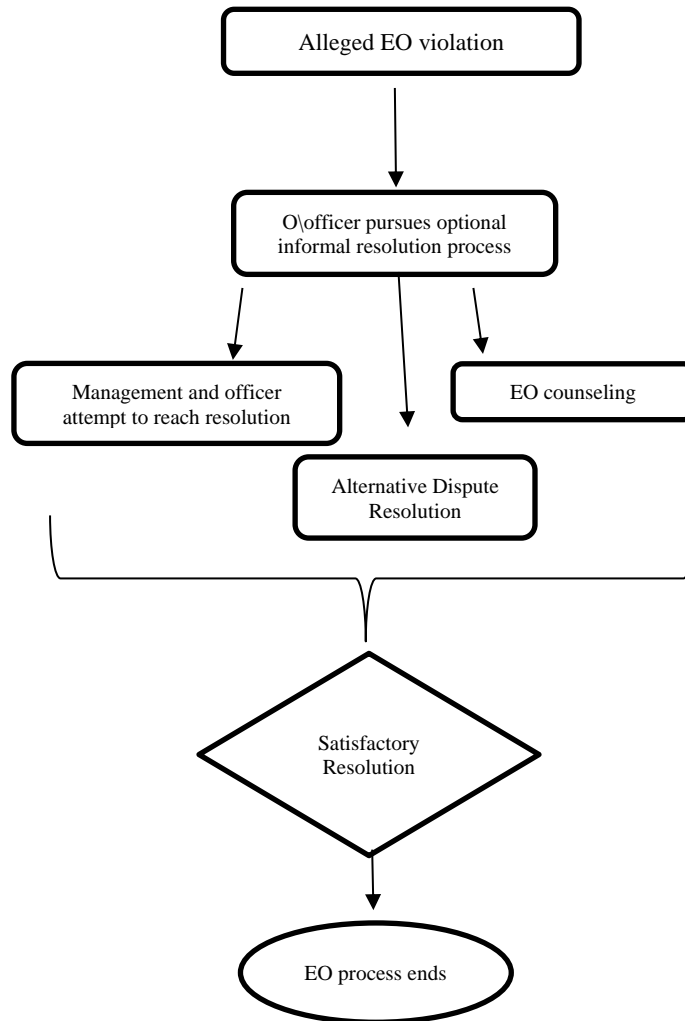 Alleged EO violation
O\officer pursues optional
informal resolution process
Management and officer
attempt to reach resolution
EO counseling
Alternative Dispute
Resolution
Satisfactory
Resolution
EO process ends